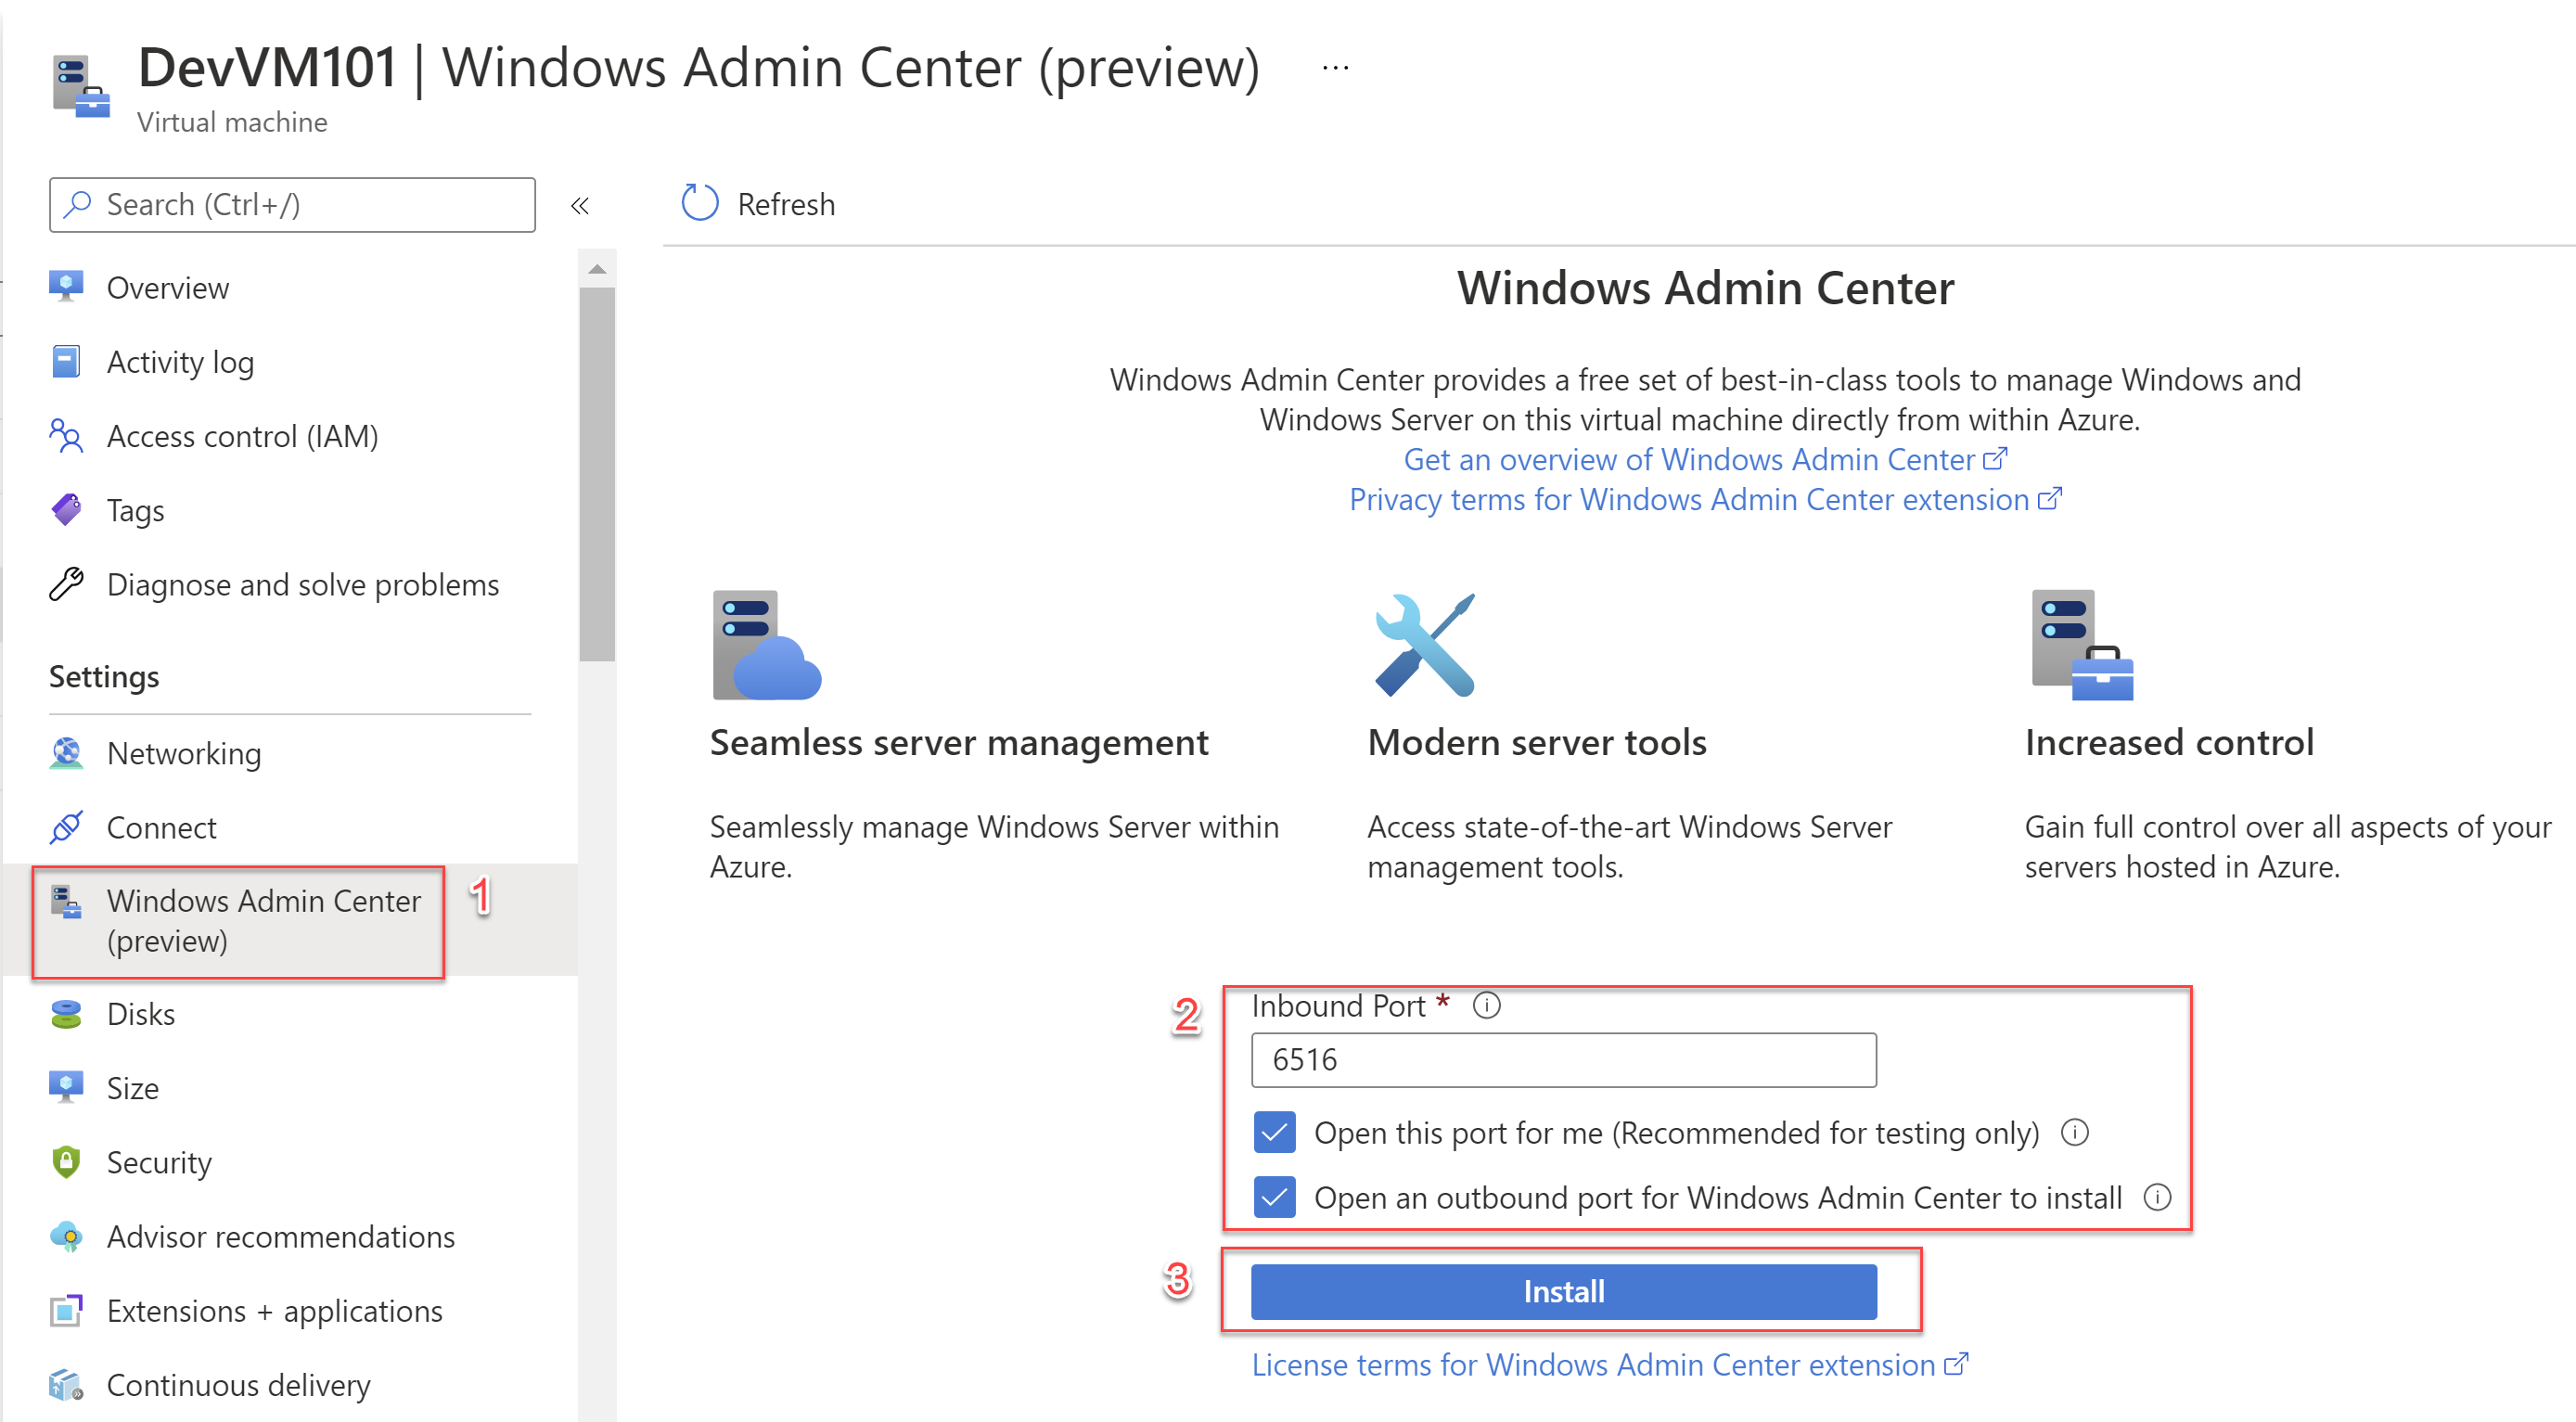 DevVM101 | Windows Admin Center (preview) ...
Virtual machine
Search (Ctrl+/)
«
Refresh
Overview
Activity log
Access control (IAM)
Tags
Diagnose and solve problems
Settings
Networking
Connect
Windows Admin Center
(preview)
1
Disks
Size
Security
Advisor recommendations
Extensions + applications
Continuous delivery
Windows Admin Center
Windows Admin Center provides a free set of best-in-class tools to manage Windows and
Windows Server on this virtual machine directly from within Azure.
Get an overview of Windows Admin Center
Privacy terms for Windows Admin Center extension
Seamless server management
Seamlessly manage Windows Server within
Azure.
Modern server tools
Access state-of-the-art Windows Server
management tools.
Increased control
Gain full control over all aspects of your
servers hosted in Azure.
2
Inbound Port *
6516
Open this port for me (Recommended for testing only)
Open an outbound port for Windows Admin Center to install
3
Install
License terms for Windows Admin Center extension